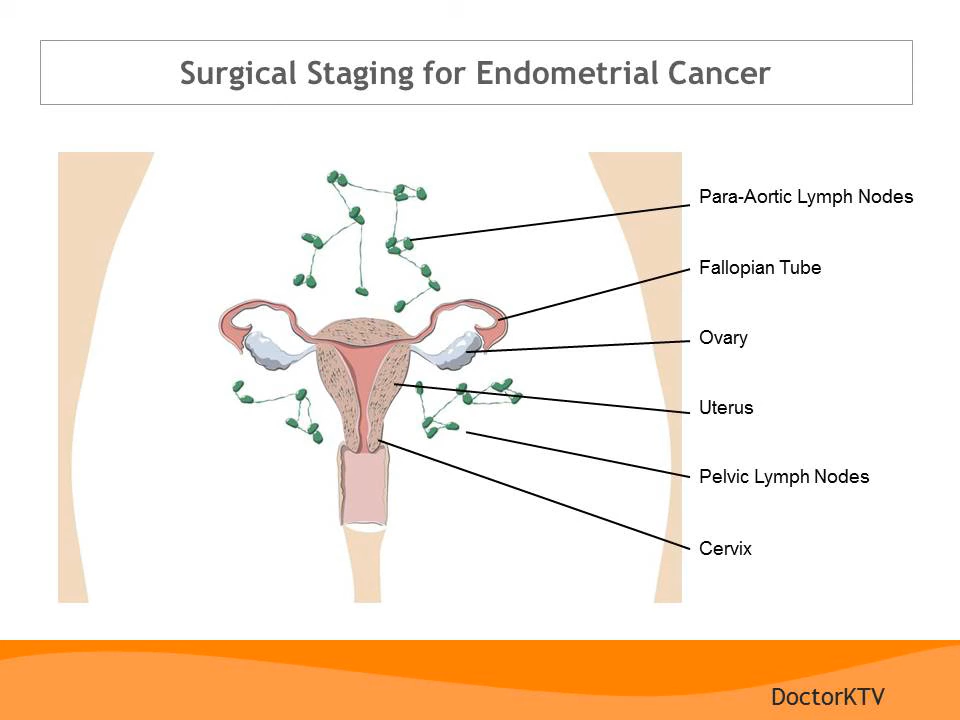 Surgical Staging for Endometrial Cancer
Para-Aortic Lymph Nodes
Fallopian Tube
Ovary
Uterus
Pelvic Lymph Nodes
Cervix
DoctorKTV